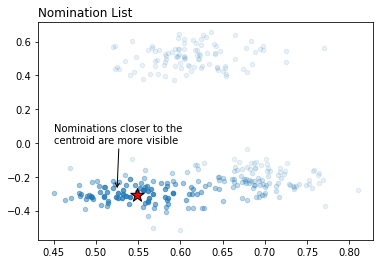 Nomination List
0.6
0.4
0.2
0.0
−0.2
−0.4
Nominations closer to the
centroid are more visible
0.45 0.50 0.55 0.60 0.65 0.70 0.75 0.80